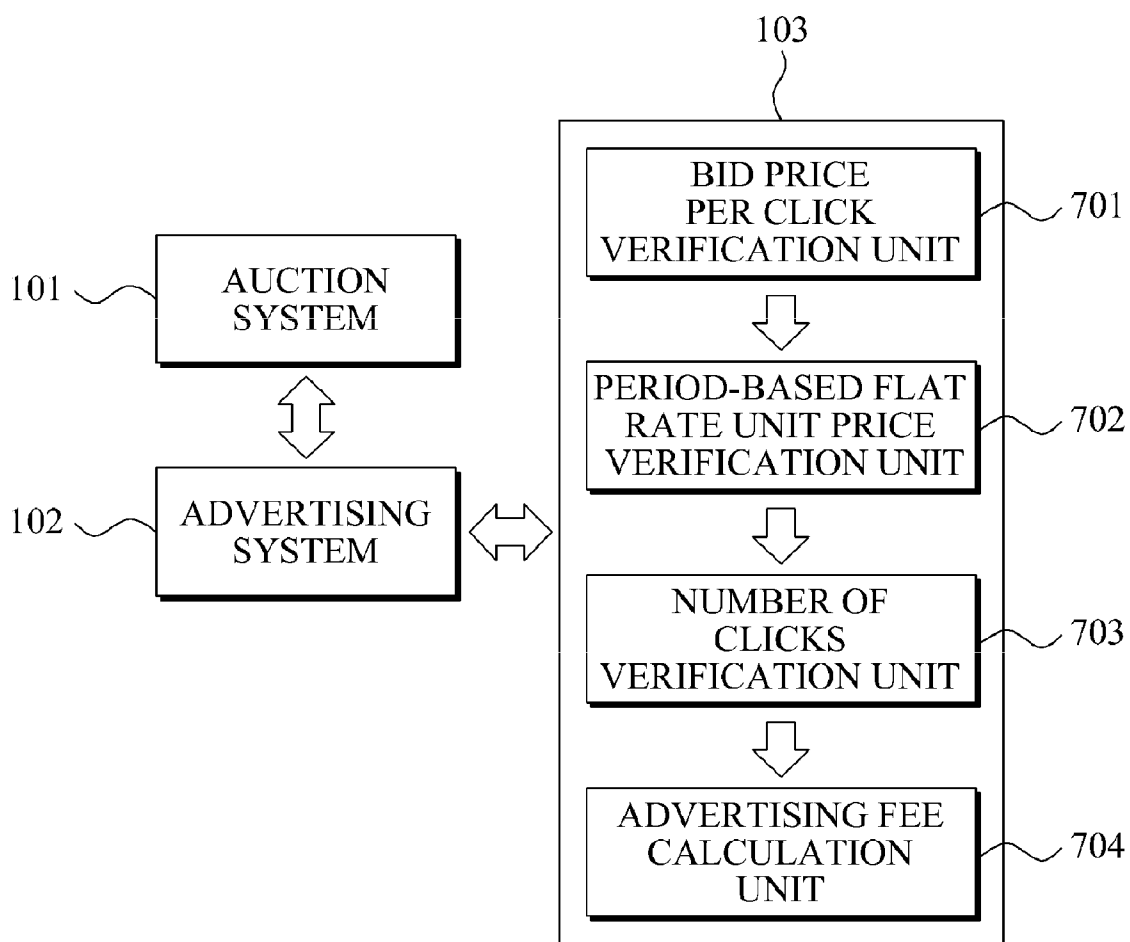 103
BID PRICE
PER CLICK
VERIFICATION UNIT
701
101
AUCTION
SYSTEM
PERIOD-BASED FLAT
RATE UNIT PRICE
VERIFICATION UNIT
702
102
ADVERTISING
SYSTEM
NUMBER OF
CLICKS
VERIFICATION UNIT
703
ADVERTISING FEE
CALCULATION
UNIT
704